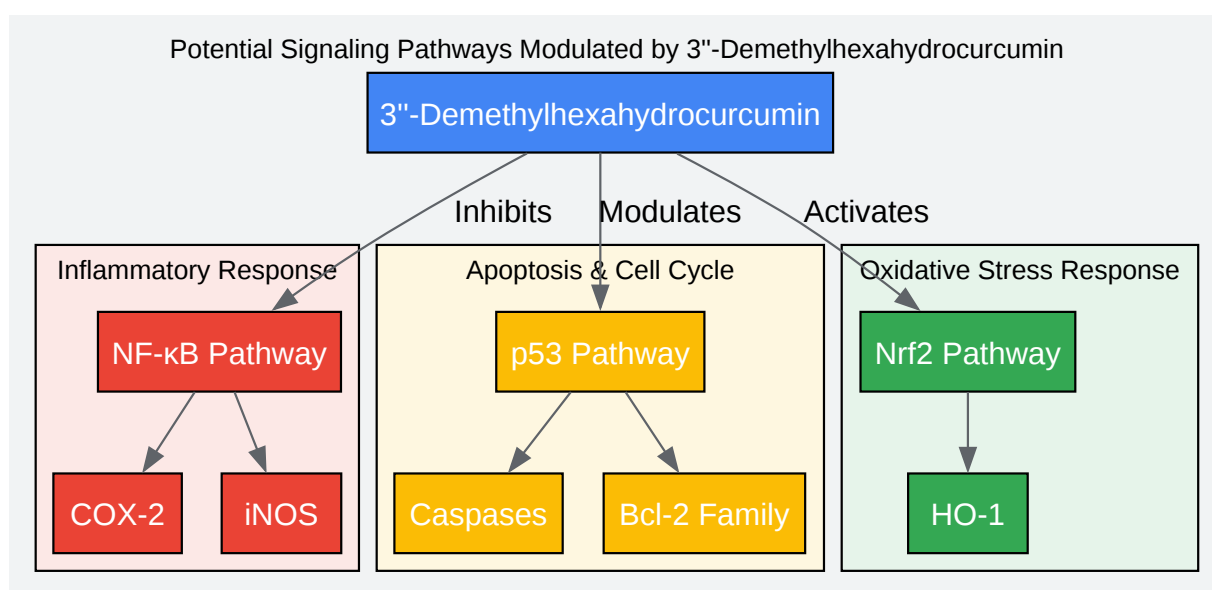 Potential Signaling Pathways Modulated by 3"-Demethylhexahydrocurcumin
3"-Demethylhexahydrocurcumin
Inhibits
Modulates
Activates
Inflammatory Response
Apoptosis & Cell Cycle
Oxidative Stress Response
NF-κB Pathway
p53 Pathway
Nrf2 Pathway
COX-2
iNOS
Caspases
Bcl-2 Family
HO-1